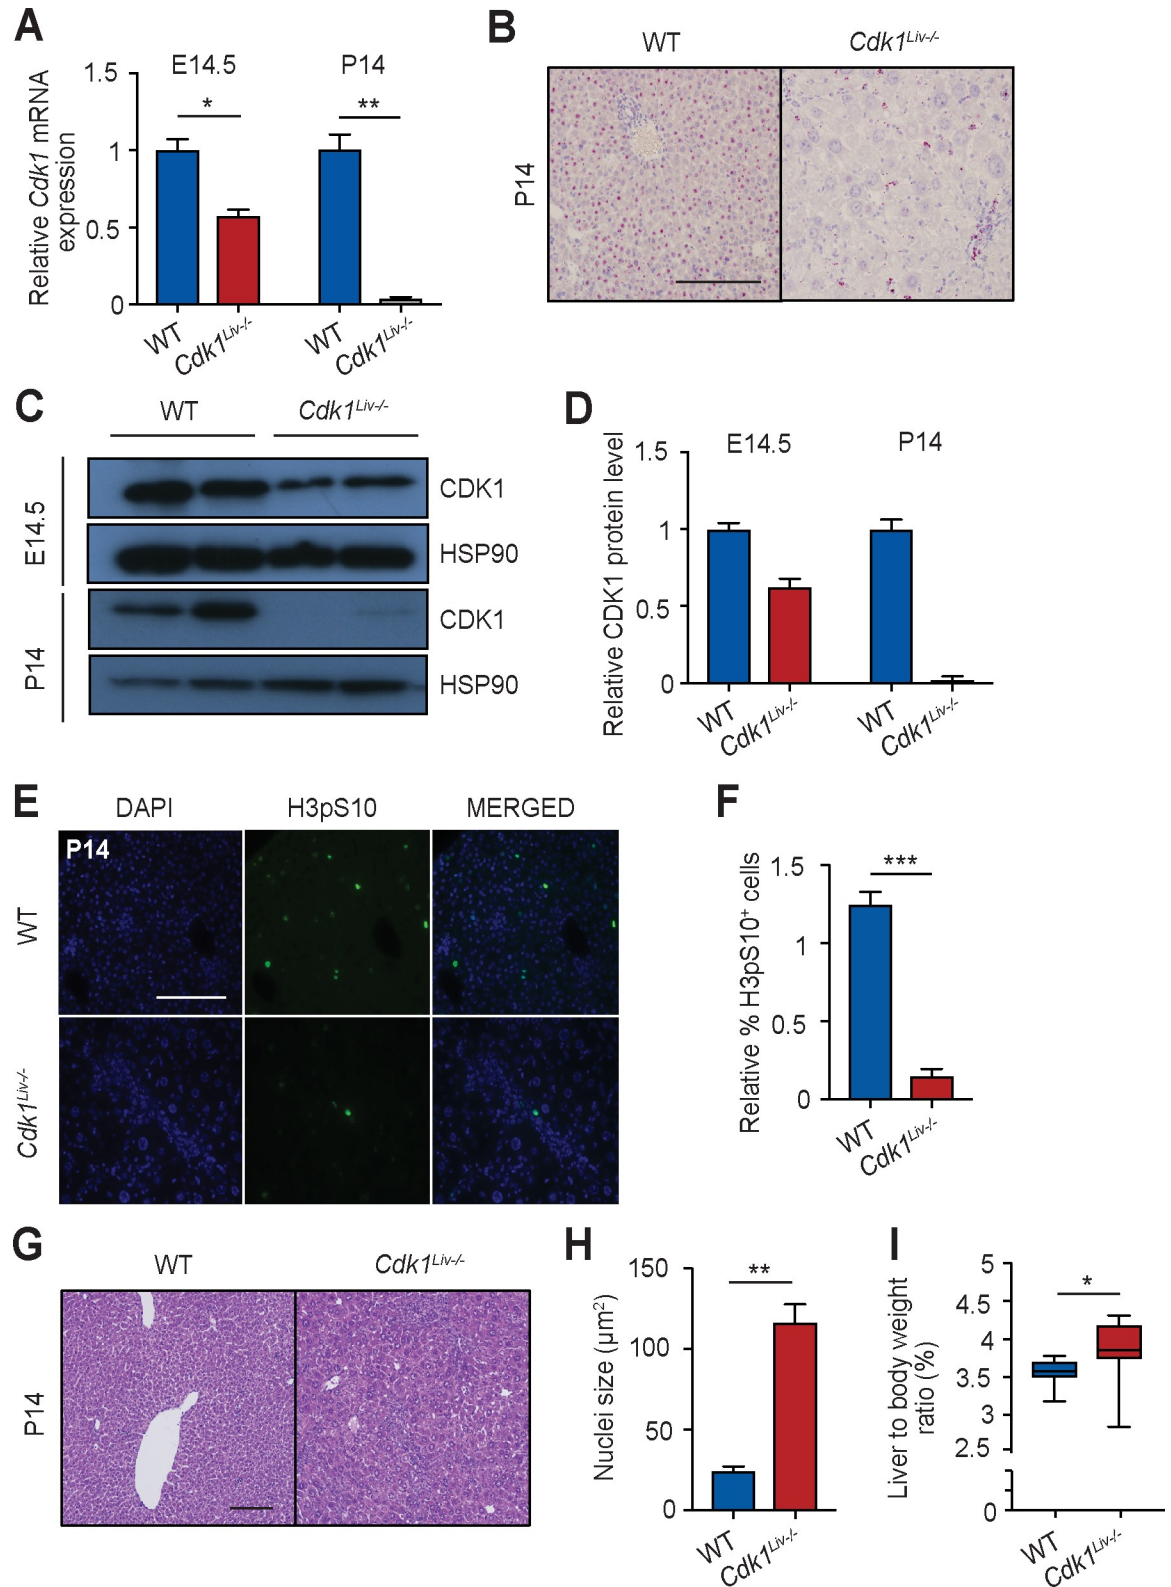 A
Relative Cdk1 mRNA
expression
1.5
1
0.5
0
E14.5
P14
*
**
WT
Cdk1Liv-/-
WT
Cdk1Liv-/-
B
WT
Cdk1Liv-/-
P14
C
WT
Cdk1Liv-/-
E14.5
CDK1
HSP90
P14
CDK1
HSP90
D
Relative CDK1 protein level
1.5
1
0.5
0
E14.5
P14
WT
Cdk1Liv-/-
WT
Cdk1Liv-/-
E
DAPI
H3pS10
MERGED
P14
WT
Cdk1Liv-/-
F
Relative % H3pS10+ cells
1.5
1
0.5
0
***
WT
Cdk1Liv-/-
G
WT
Cdk1Liv-/-
P14
H
Nuclei size (μm²)
150
100
50
0
**
WT
Cdk1Liv-/-
I
Liver to body weight
ratio (%)
5
4.5
4
3.5
3
2.5
0
*
WT
Cdk1Liv-/-